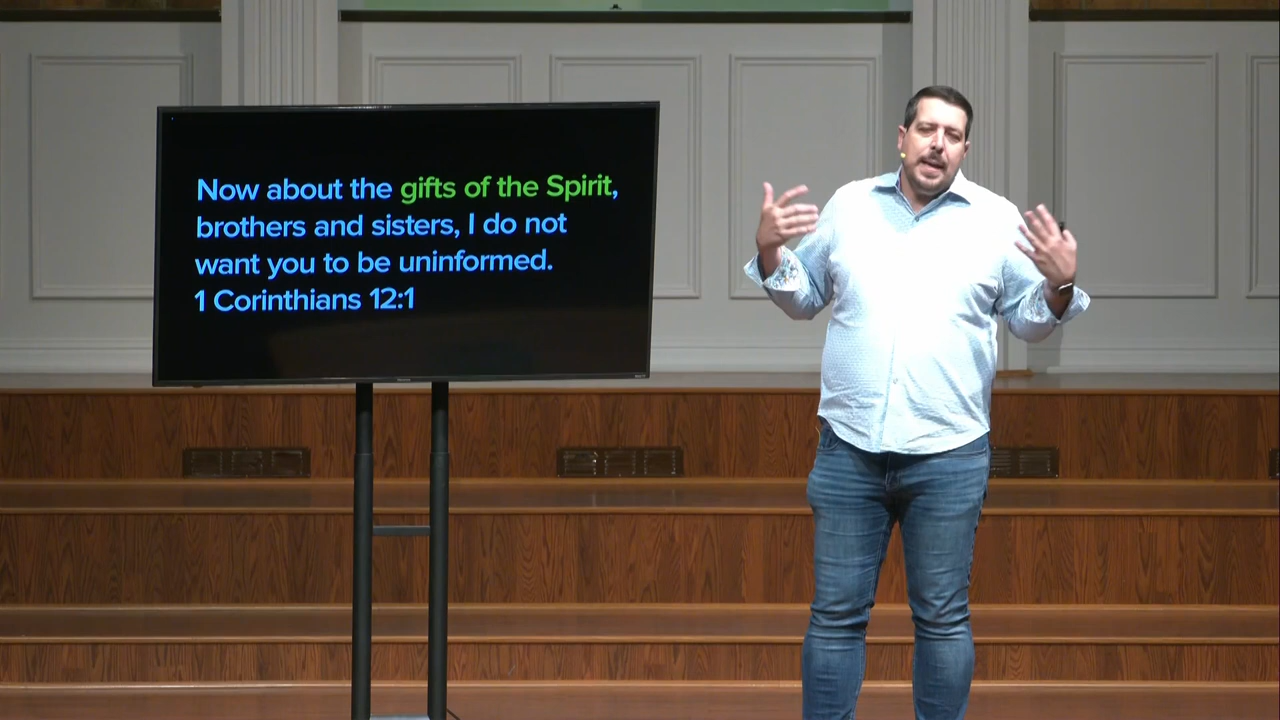 Now about the gifts of the Spirit,
brothers and sisters, I do not
want you to be uninformed.
1 Corinthians 12:1